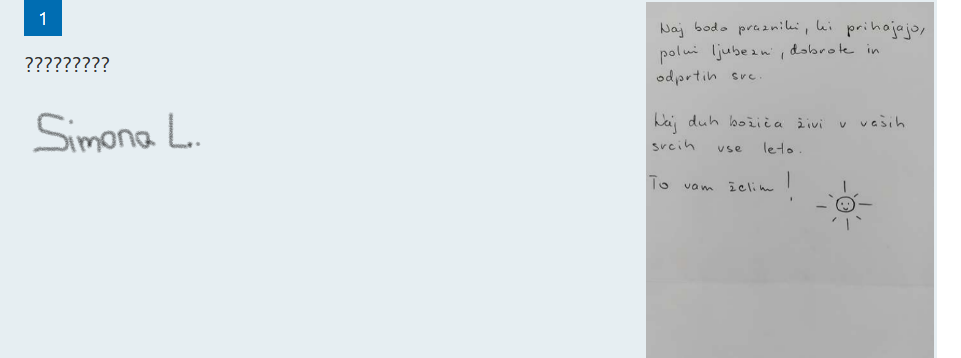 1
?????????
Simona L..
Naj bodo prazniki, ki prihajajo,
polni ljubezni, dobrote in
odprtih src.
Naj duh božiča živi v vaših
srcih vse leto.
To vam želim!